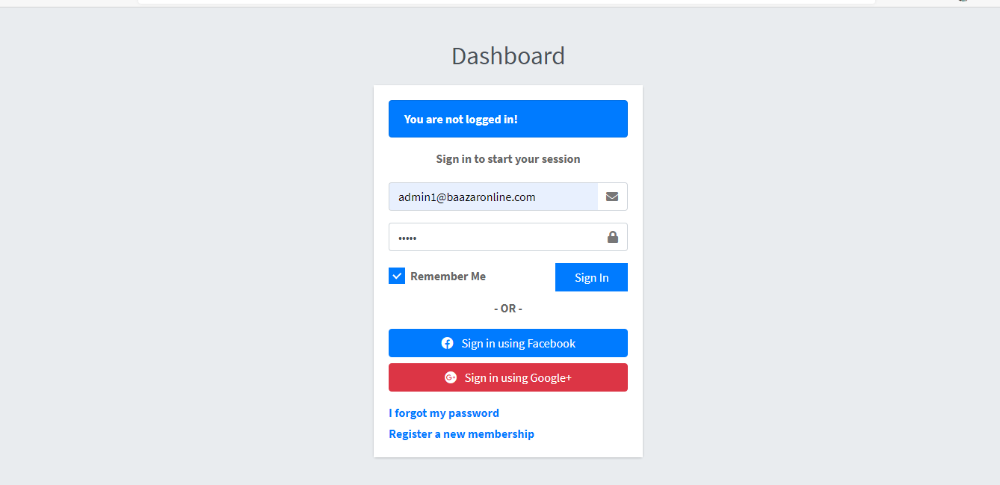 Dashboard
You are not logged in!
Sign in to start your session
admin1@baazaronline.com
•••••
Remember Me
Sign In
- OR -
Sign in using Facebook
Sign in using Google+
I forgot my password
Register a new membership